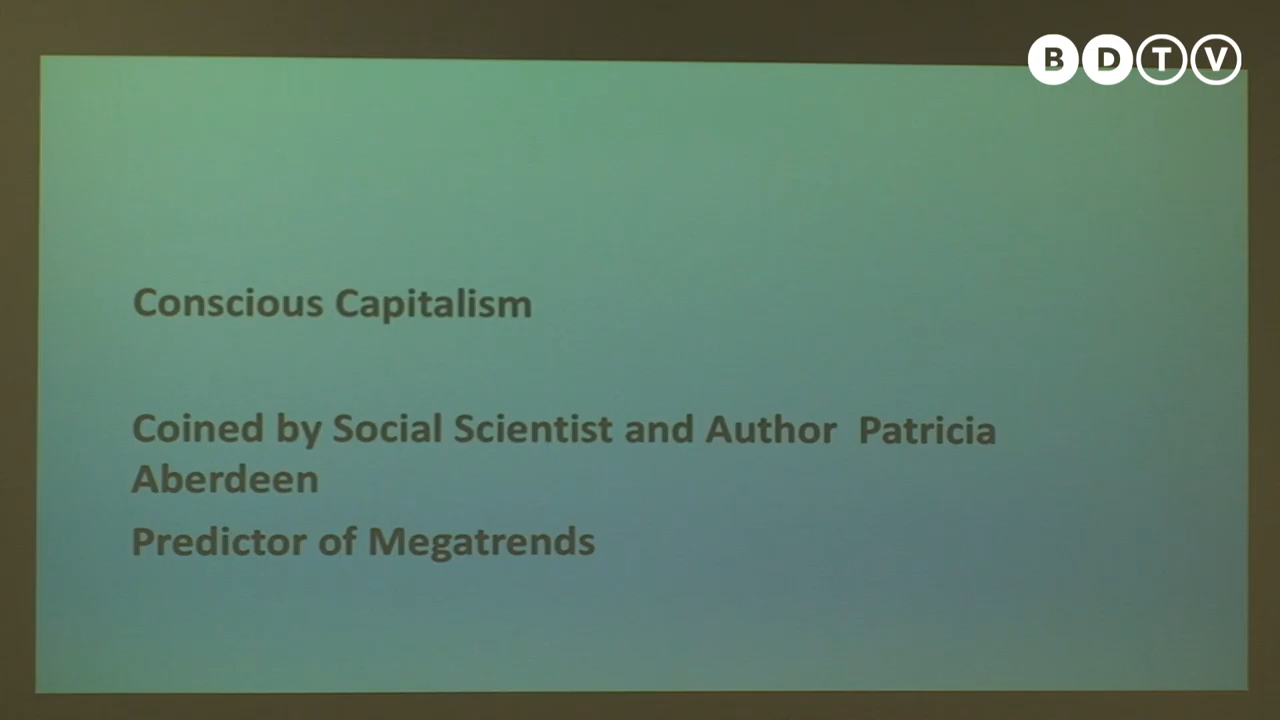 BDTV
Conscious Capitalism
Coined by Social Scientist and Author Patricia
Aberdeen
Predictor of Megatrends